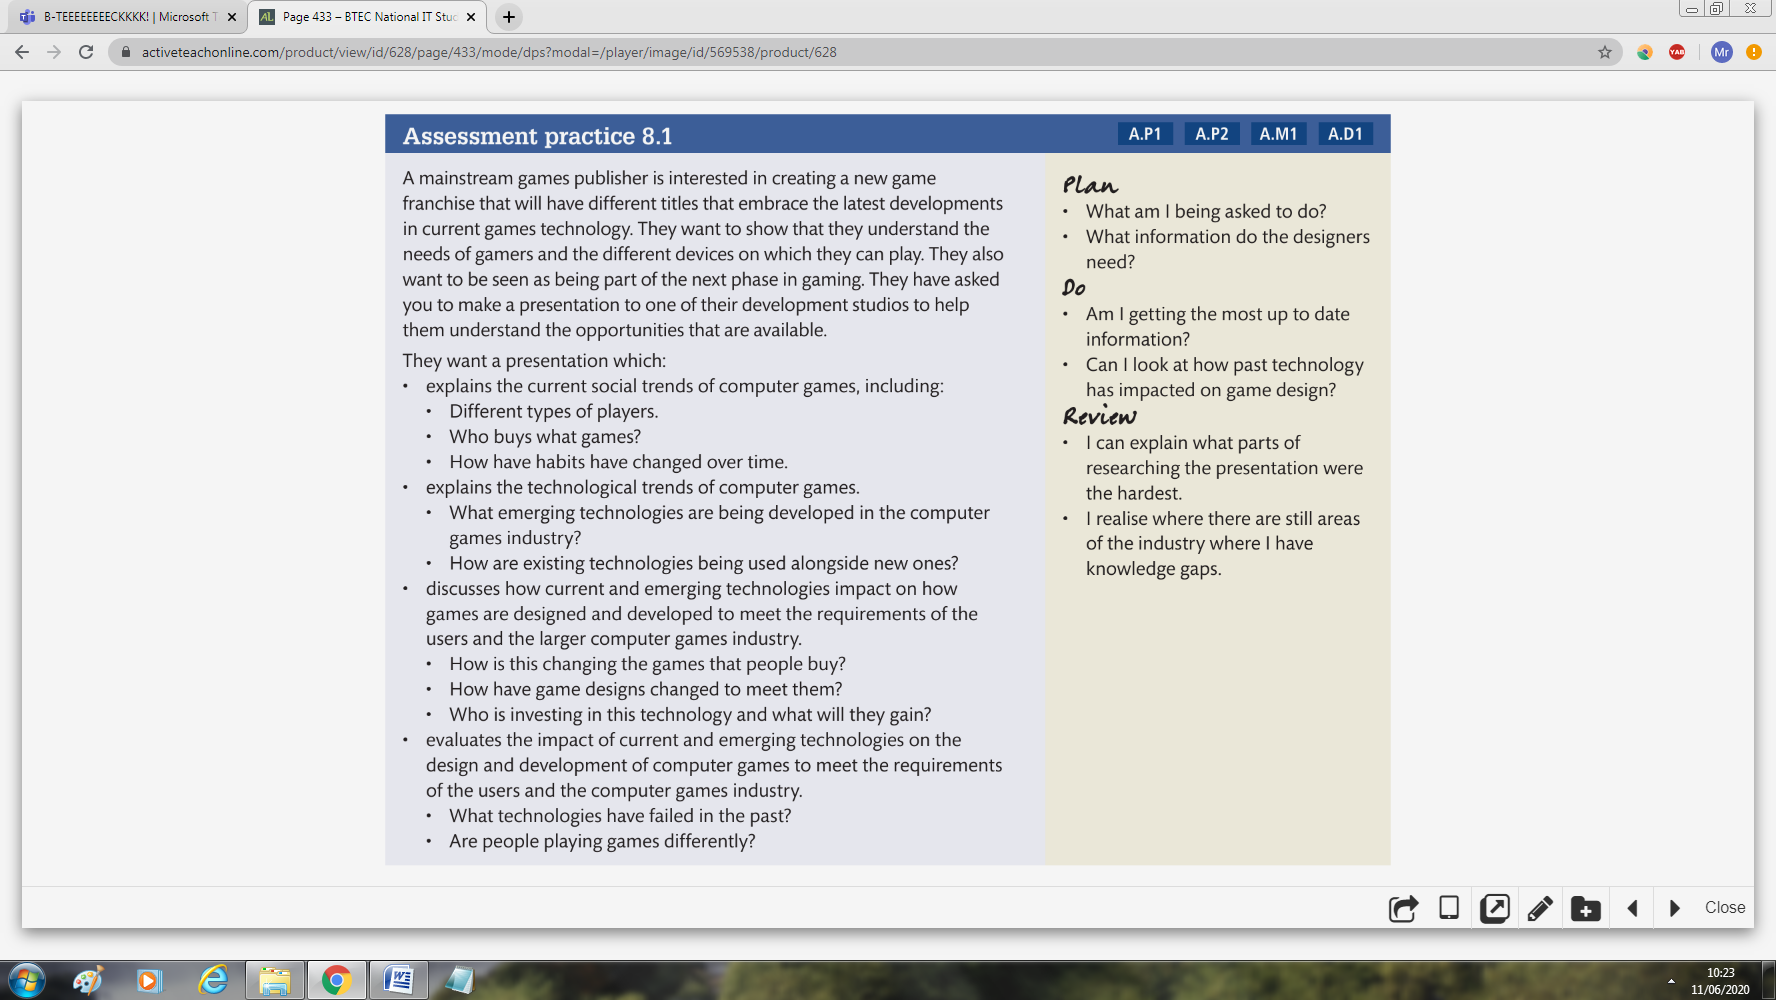 B-TEEEEEEEECKKKK! | Microsoft T
Page 433 – BTEC National IT Stuc
activeteachonline.com/product/view/id/628/page/433/mode/dps?modal=/player/image/id/569538/product/628
YAB
Mr
Assessment practice 8.1
A.P1 A.P2 A.M1 A.D1
A mainstream games publisher is interested in creating a new game
franchise that will have different titles that embrace the latest developments
in current games technology. They want to show that they understand the
needs of gamers and the different devices on which they can play. They also
want to be seen as being part of the next phase in gaming. They have asked
you to make a presentation to one of their development studios to help
them understand the opportunities that are available.
They want a presentation which:
• explains the current social trends of computer games, including:
• Different types of players.
• Who buys what games?
• How have habits have changed over time.
• explains the technological trends of computer games.
• What emerging technologies are being developed in the computer
games industry?
• How are existing technologies being used alongside new ones?
• discusses how current and emerging technologies impact on how
games are designed and developed to meet the requirements of the
users and the larger computer games industry.
• How is this changing the games that people buy?
• How have game designs changed to meet them?
• Who is investing in this technology and what will they gain?
• evaluates the impact of current and emerging technologies on the
design and development of computer games to meet the requirements
of the users and the computer games industry.
• What technologies have failed in the past?
• Are people playing games differently?
Plan
• What am I being asked to do?
• What information do the designers
need?
Do
• Am I getting the most up to date
information?
• Can I look at how past technology
has impacted on game design?
Review
• I can explain what parts of
researching the presentation were
the hardest.
• I realise where there are still areas
of the industry where I have
knowledge gaps.
Close
10:23
11/06/2020